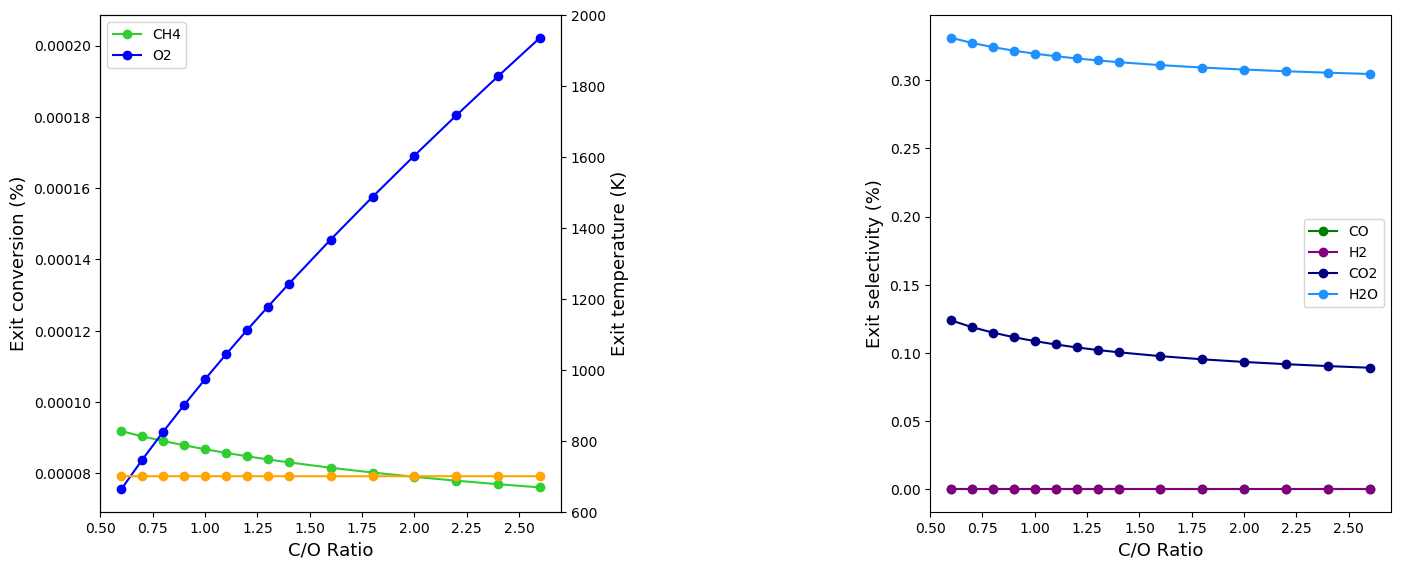 CH4
O2
0.00020
0.00018
0.00016
0.00014
0.00012
0.00010
0.00008
Exit conversion (%)
0.50 0.75 1.00 1.25 1.50 1.75 2.00 2.25 2.50
C/O Ratio
2000
1800
1600
1400
1200
1000
800
600
Exit temperature (K)
0.30
0.25
0.20
0.15
0.10
0.05
0.00
Exit selectivity (%)
CO
H2
CO2
H2O
0.50 0.75 1.00 1.25 1.50 1.75 2.00 2.25 2.50
C/O Ratio